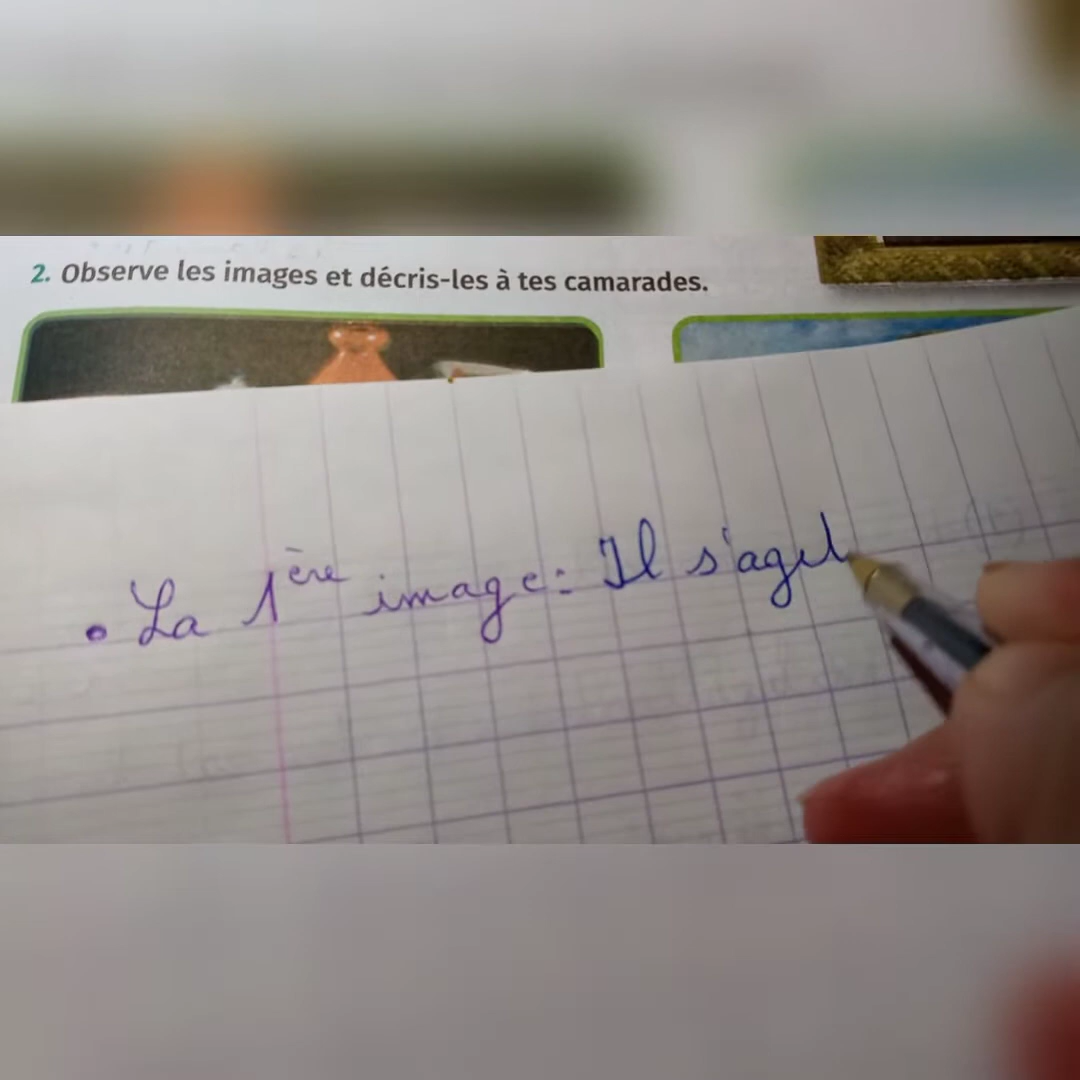 2. Observe les images et décris-les à tes camarades.
• La 1ère image: Il s'agit